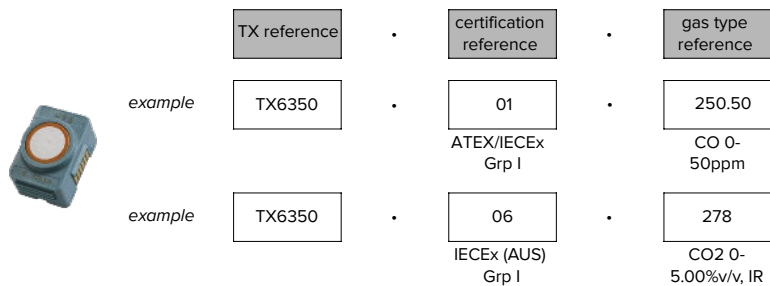 TX reference • certification reference • gas type reference
example TX6350 • 01 • 250.50
ATEX/IECEx Grp I CO 0-50ppm
example TX6350 • 06 • 278
IECEx (AUS) Grp I CO2 0-5.00%v/v, IR